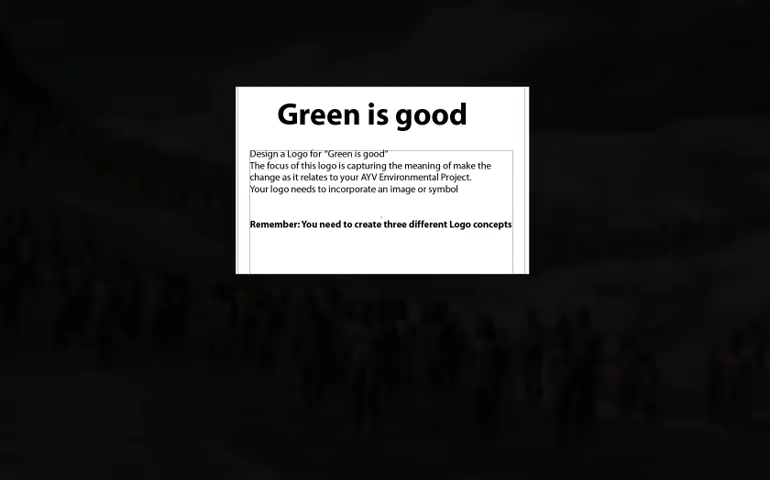 Green is good
Design a Logo for “Green is good”
The focus of this logo is capturing the meaning of make the
change as it relates to your AYV Environmental Project.
Your logo needs to incorporate an image or symbol
Remember: You need to create three different Logo concepts